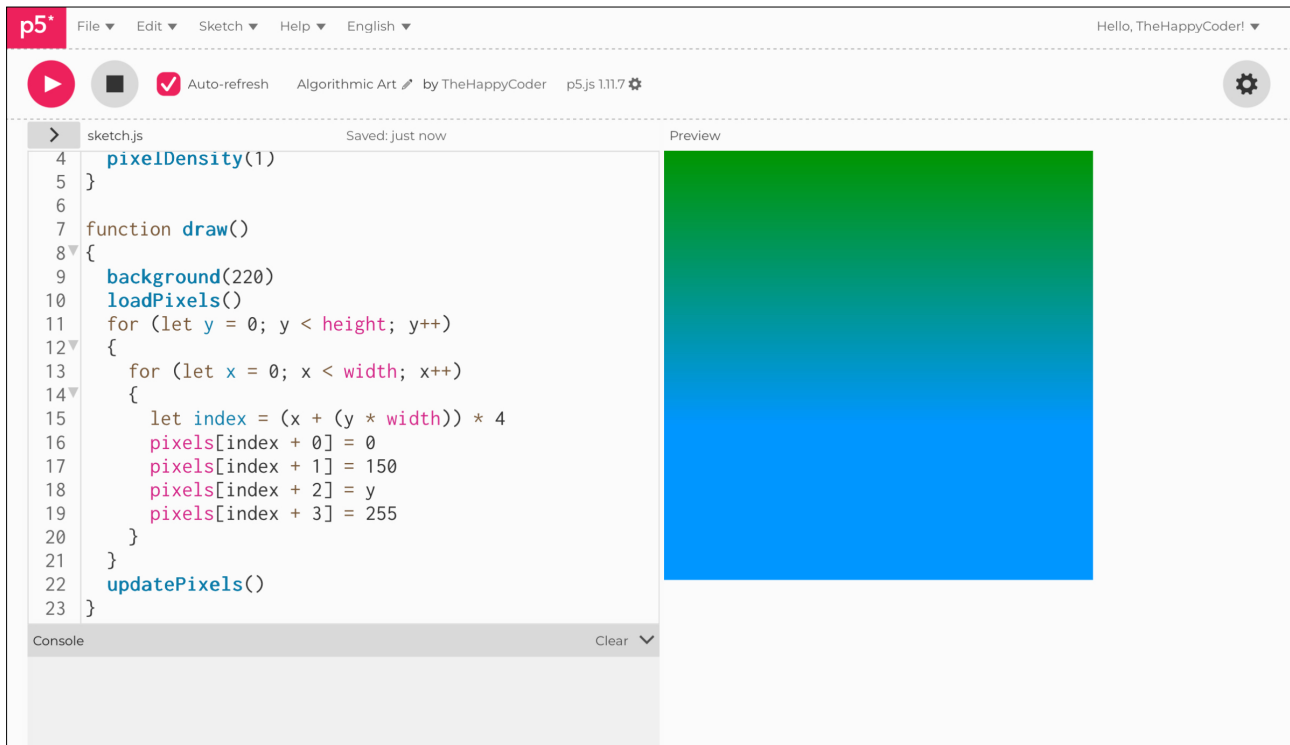 p5* File Edit Sketch Help English Hello, TheHappyCoder!
Auto-refresh Algorithmic Art by TheHappyCoder p5.js 1.11.7
> sketch.js Saved: just now Preview
4 pixelDensity(1)
5 }
6
7 function draw()
8 {
9 background(220)
10 loadPixels()
11 for (let y = 0; y < height; y++)
12 {
13 for (let x = 0; x < width; x++)
14 {
15 let index = (x + (y * width)) * 4
16 pixels[index + 0] = 0
17 pixels[index + 1] = 150
18 pixels[index + 2] = y
19 pixels[index + 3] = 255
20 }
21 }
22 updatePixels()
23 }
Console Clear